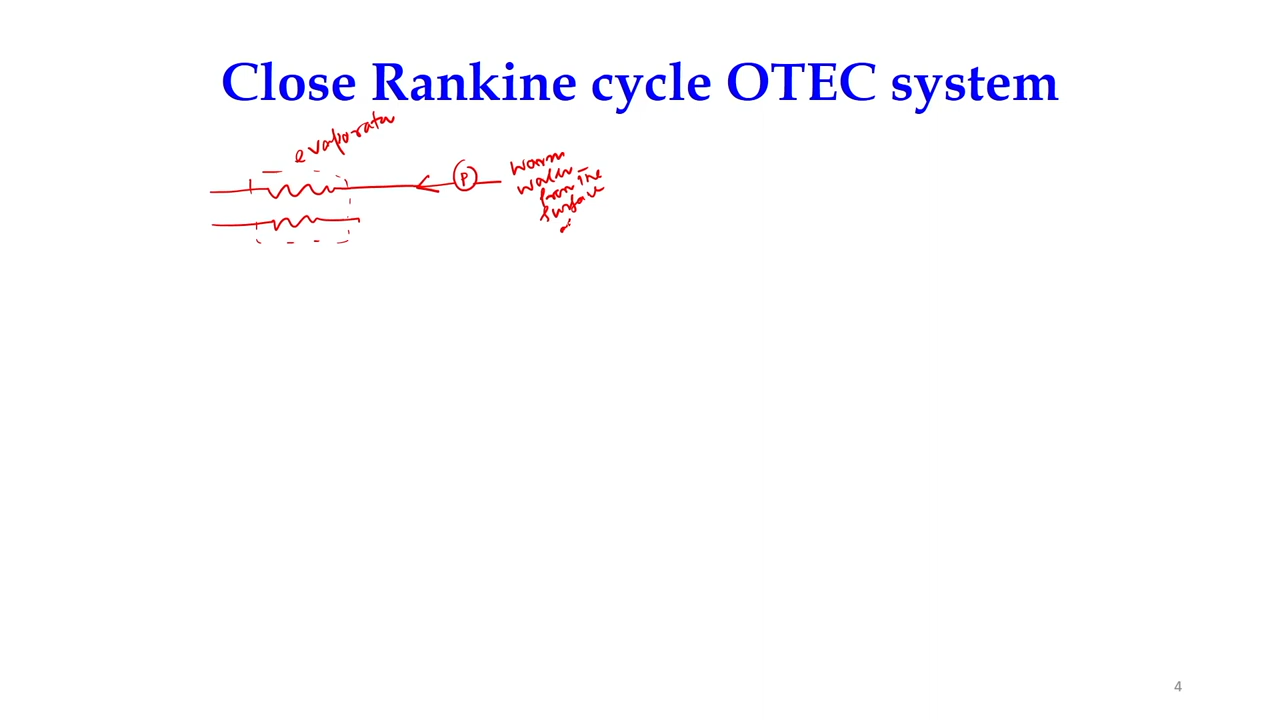 Close Rankine cycle OTEC system
evaporator
P
warm
water
from the
surface
4